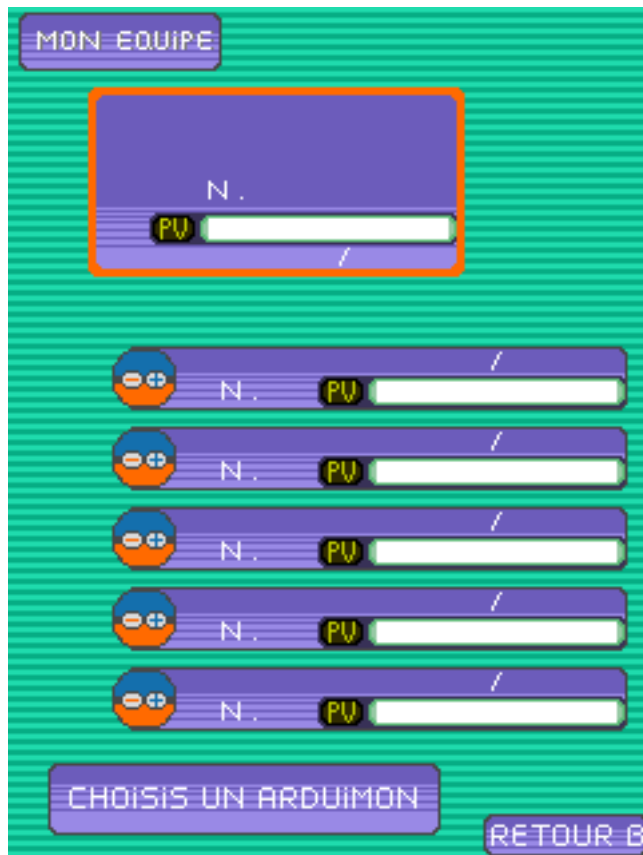 MON EQUIPE
N.
PV
/
/
N. PV
/
N. PV
/
N. PV
/
N. PV
/
N. PV
CHOISIS UN ARDUIMON
RETOUR B